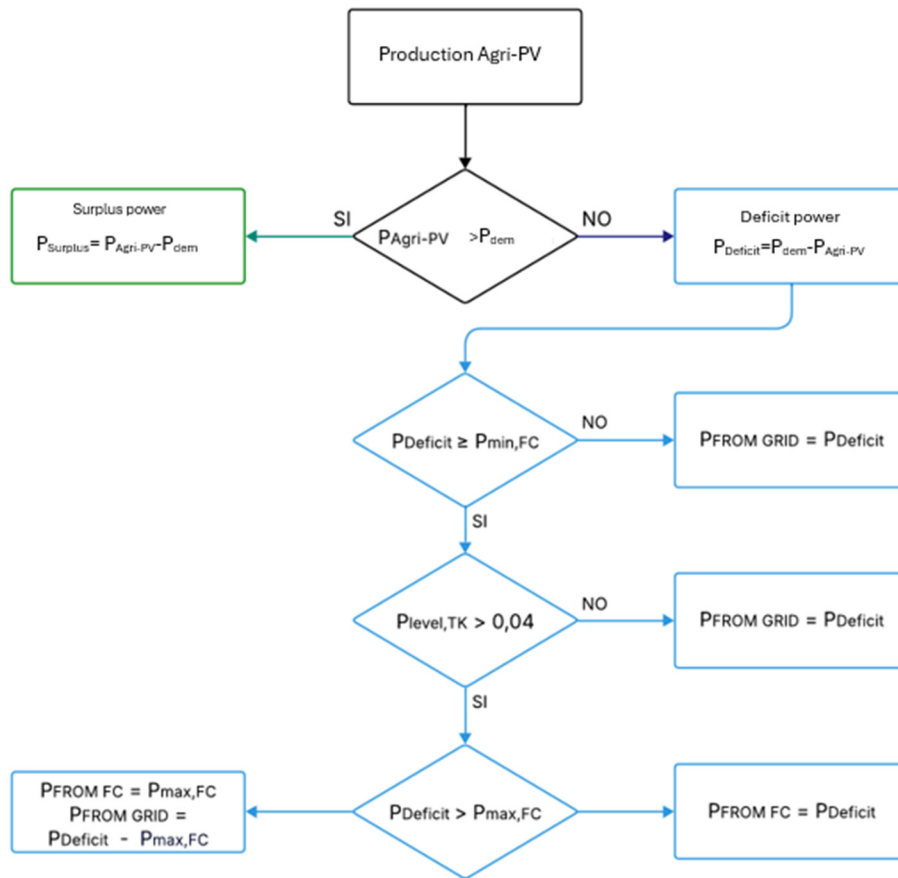 Production Agri-PV
Surplus power
PSurplus= PAgri-PV-Pdem
SI
PAgri-PV >Pdem
NO
Deficit power
PDeficit=Pdem-PAgri-PV
PDeficit ≥ Pmin,FC
NO
PFROM GRID = PDeficit
SI
Plevel,TK > 0,04
NO
PFROM GRID = PDeficit
SI
PFROM FC = Pmax,FC
PFROM GRID =
PDeficit - Pmax,FC
PDeficit > Pmax,FC
PFROM FC = PDeficit